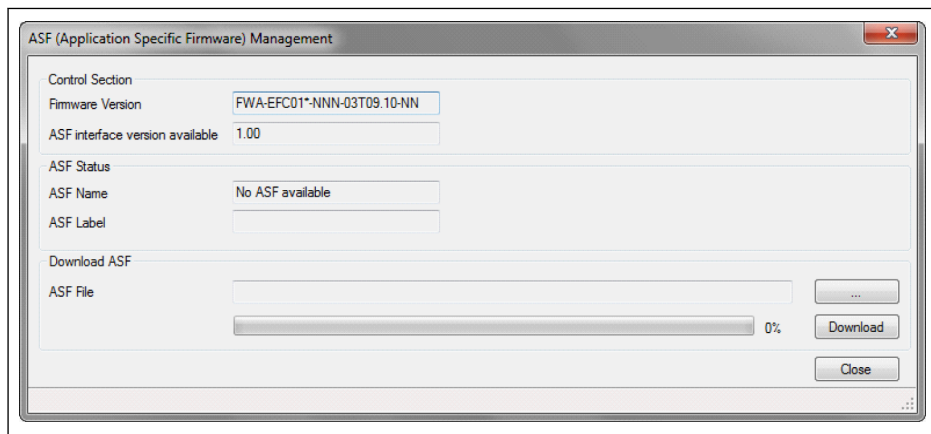 ASF (Application Specific Firmware) Management
Control Section
Firmware Version FWA-EFC01*-NNN-03T09.10-NN
ASF interface version available 1.00
ASF Status
ASF Name No ASF available
ASF Label
Download ASF
ASF File ...
0% Download
Close